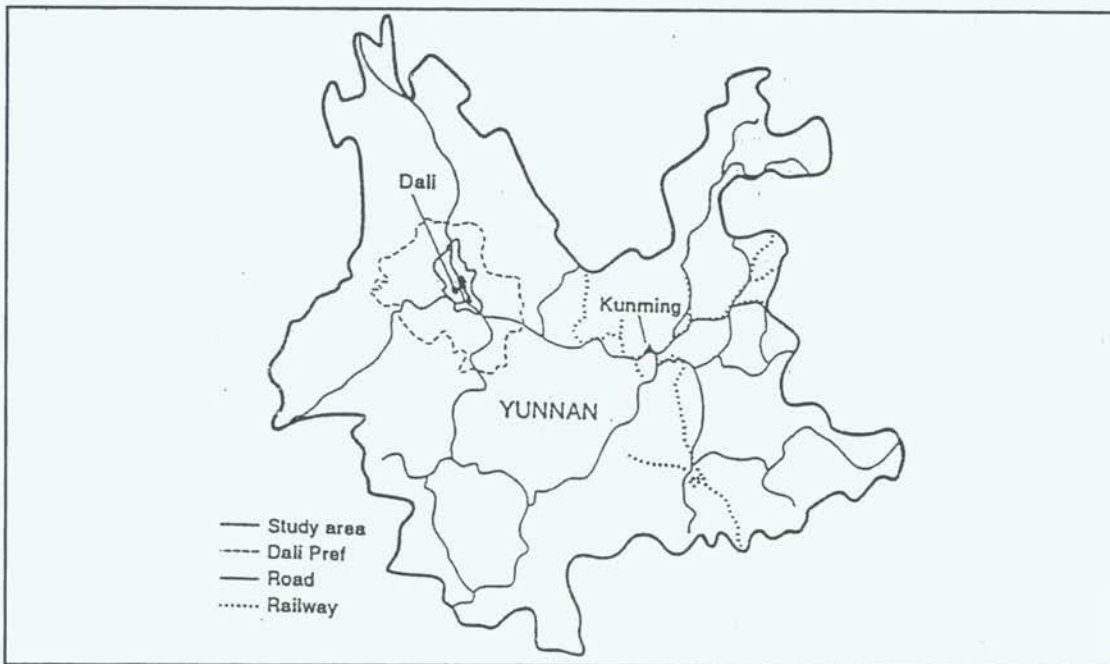 Dali
Kunming
YUNNAN
Study area
Dali Pref
Road
Railway